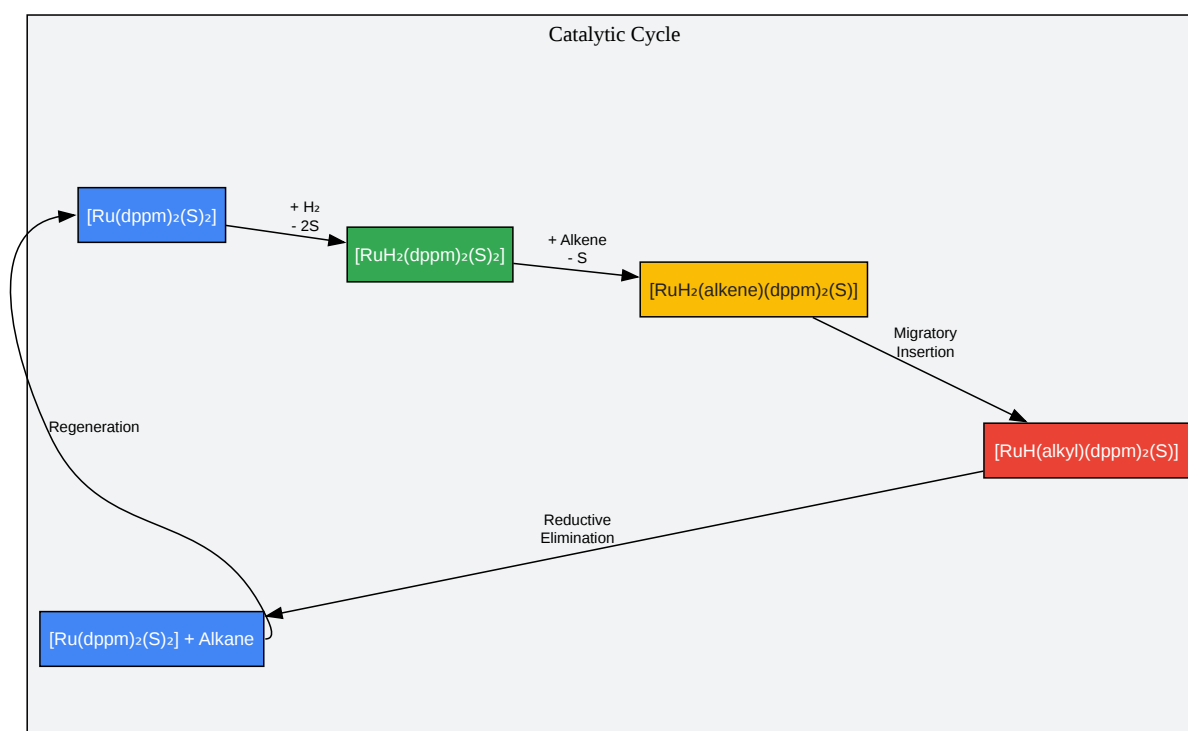 Catalytic Cycle
[Ru(dppm)₂(S)₂]
+ H₂
- 2S
[RuH₂(dppm)₂(S)₂]
+ Alkene
- S
[RuH₂(alkene)(dppm)₂(S)]
Migratory
Insertion
[RuH(alkyl)(dppm)₂(S)]
Regeneration
Reductive
Elimination
[Ru(dppm)₂(S)₂] + Alkane